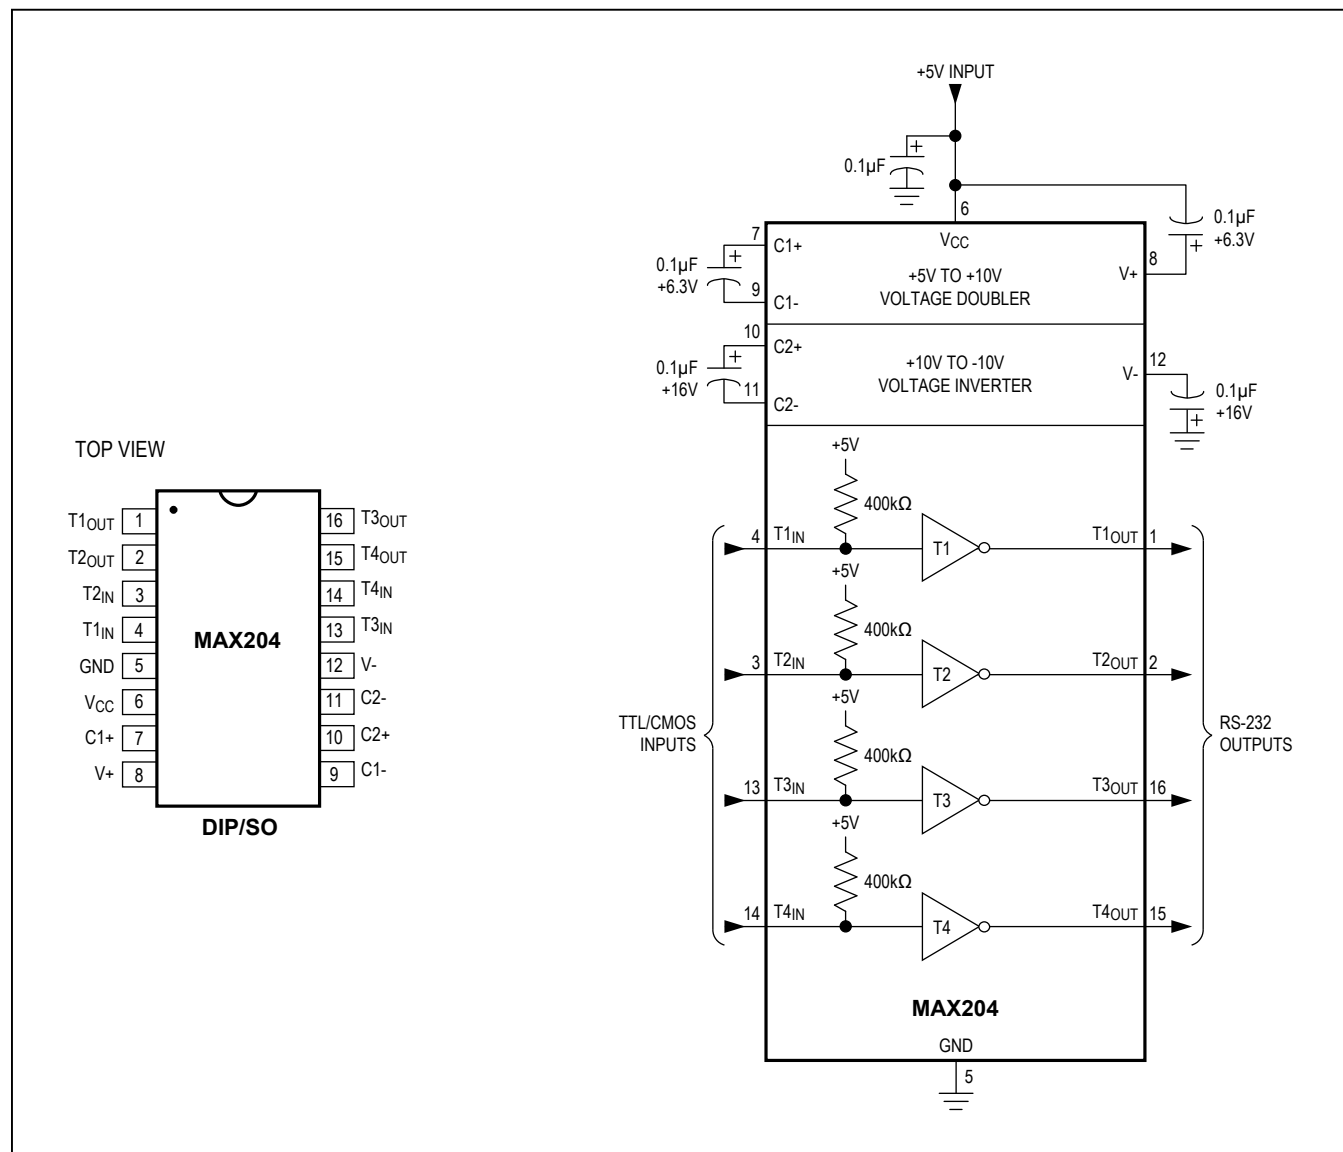 TOP VIEW
T1OUT 1
T2OUT 2
T2IN 3
T1IN 4
GND 5
VCC 6
C1+ 7
V+ 8
MAX204
16 T3OUT
15 T4OUT
14 T4IN
13 T3IN
12 V-
11 C2-
10 C2+
9 C1-
DIP/SO
+5V INPUT
0.1µF
+
6
VCC
0.1µF
+6.3V
+
8
V+
7
C1+
0.1µF
+6.3V
+
9
C1-
+5V TO +10V
VOLTAGE DOUBLER
10
C2+
0.1µF
+16V
+
11
C2-
+10V TO -10V
VOLTAGE INVERTER
12
V-
0.1µF
+16V
+
+5V
400kΩ
4 T1IN T1 T1OUT 1
+5V
400kΩ
3 T2IN T2 T2OUT 2
+5V
TTL/CMOS
INPUTS
RS-232
OUTPUTS
400kΩ
13 T3IN T3 T3OUT 16
+5V
400kΩ
14 T4IN T4 T4OUT 15
MAX204
GND
5